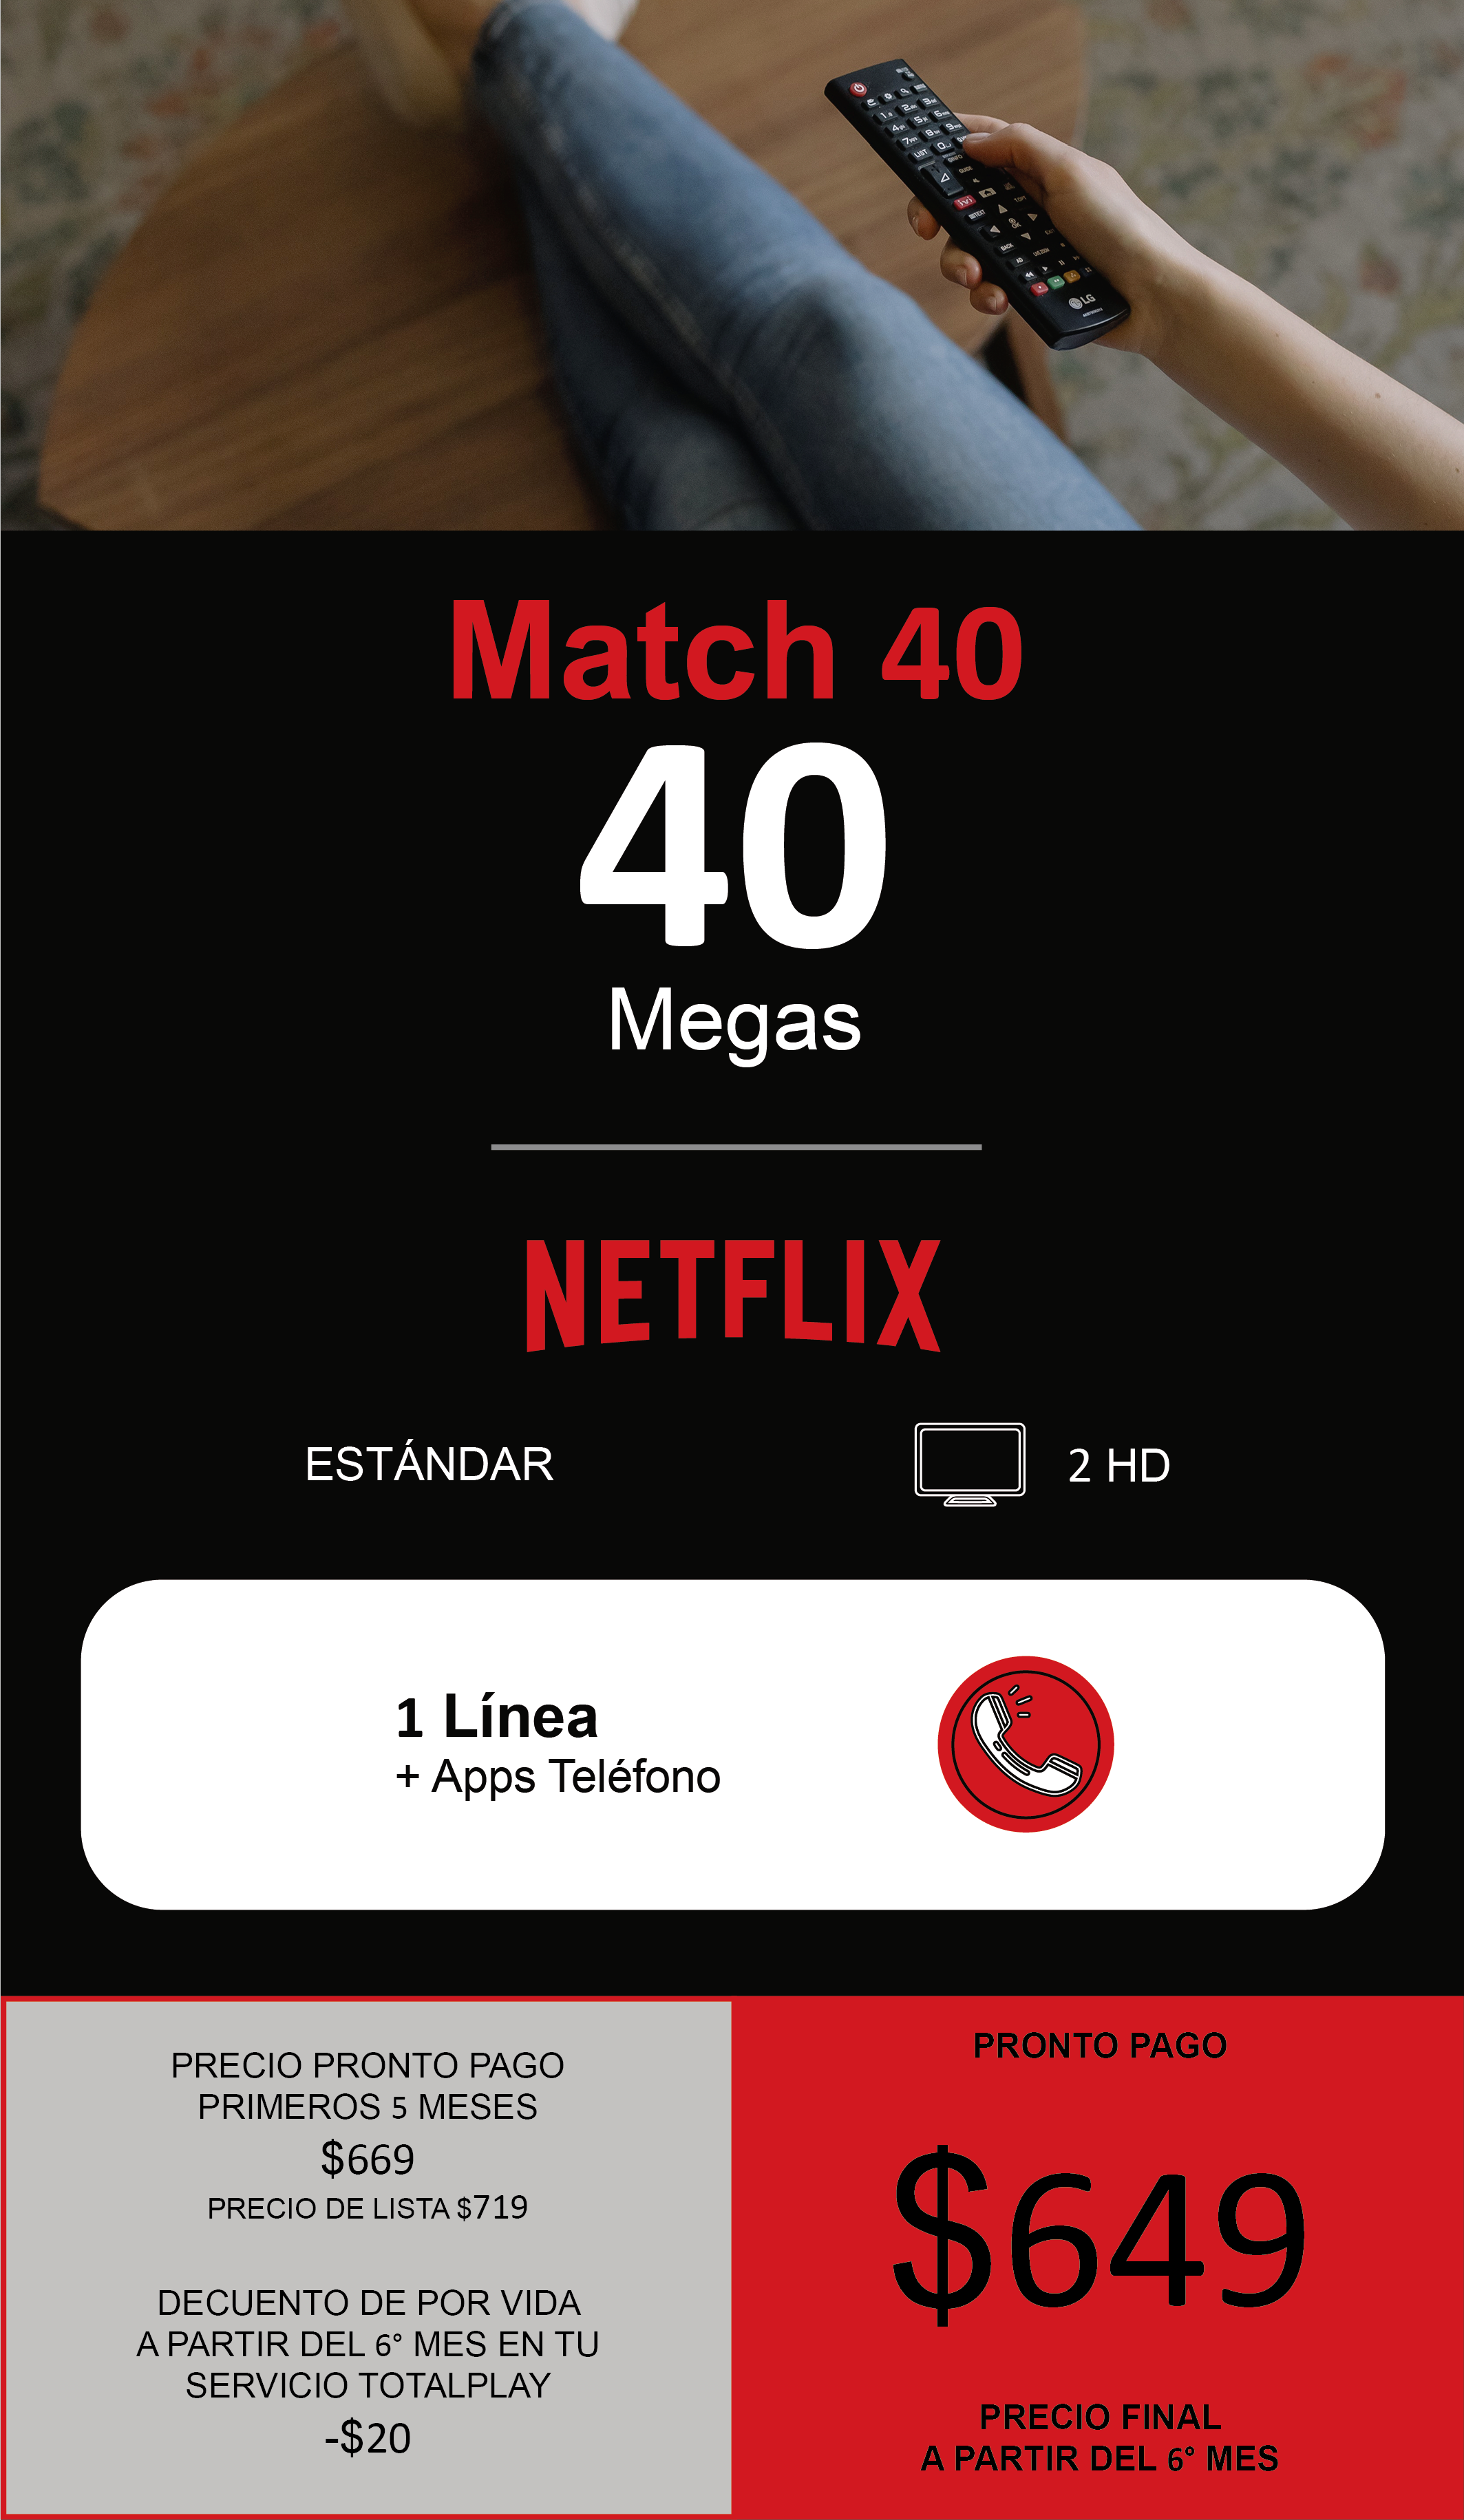 LG
Match 40
40
Megas
NETFLIX
ESTÁNDAR
2 HD
1 Línea
+ Apps Teléfono
PRECIO PRONTO PAGO
PRIMEROS 5 MESES
$669
PRECIO DE LISTA $719
DECUENTO DE POR VIDA
A PARTIR DEL 6° MES EN TU
SERVICIO TOTALPLAY
-$20
PRONTO PAGO
$649
PRECIO FINAL
A PARTIR DEL 6° MES